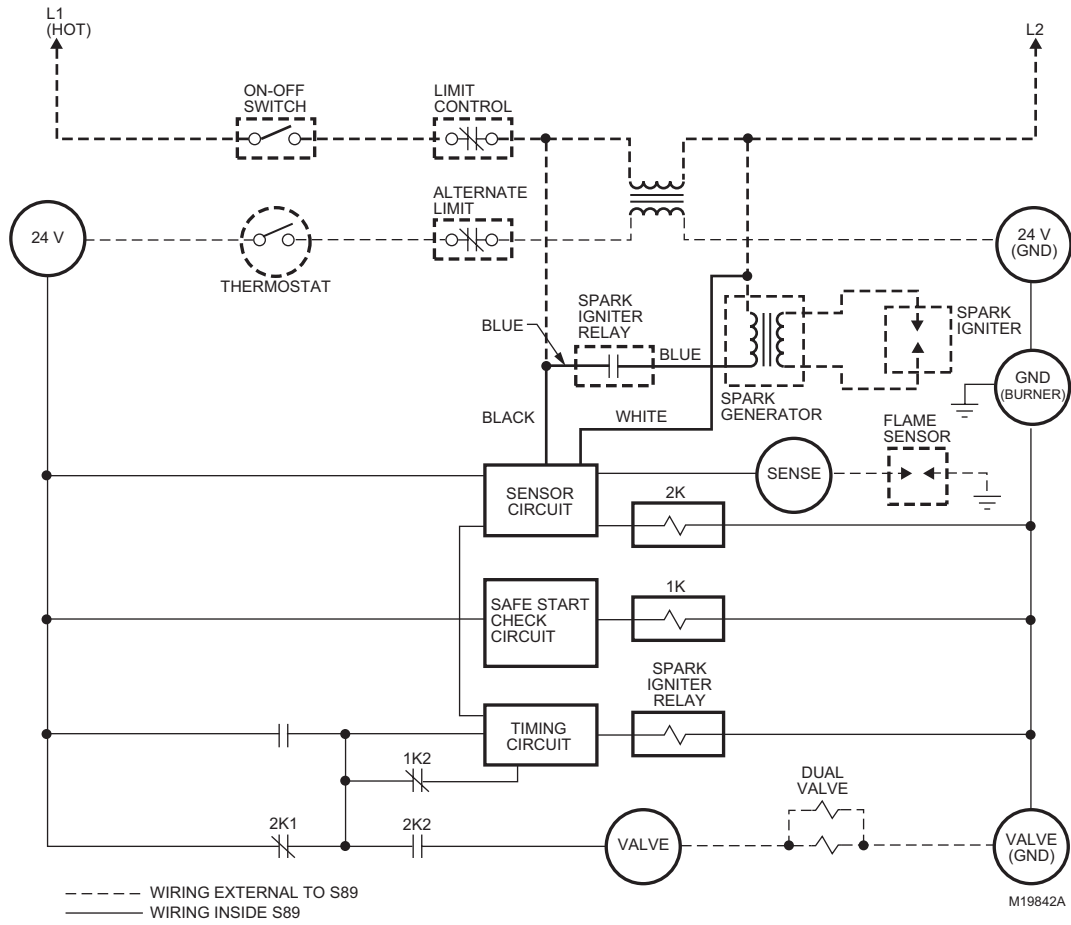 L1
(HOT)
L2
ON-OFF
SWITCH
LIMIT
CONTROL
ALTERNATE
LIMIT
24 V
24 V
(GND)
THERMOSTAT
SPARK
IGNITER
RELAY
SPARK
IGNITER
BLUE
BLUE
GND
(BURNER)
SPARK
GENERATOR
BLACK
WHITE
FLAME
SENSOR
SENSE
SENSOR
CIRCUIT
2K
1K
SAFE START
CHECK
CIRCUIT
SPARK
IGNITER
RELAY
TIMING
CIRCUIT
1K2
DUAL
VALVE
2K1
2K2
VALVE
VALVE
(GND)
WIRING EXTERNAL TO S89
WIRING INSIDE S89
M19842A